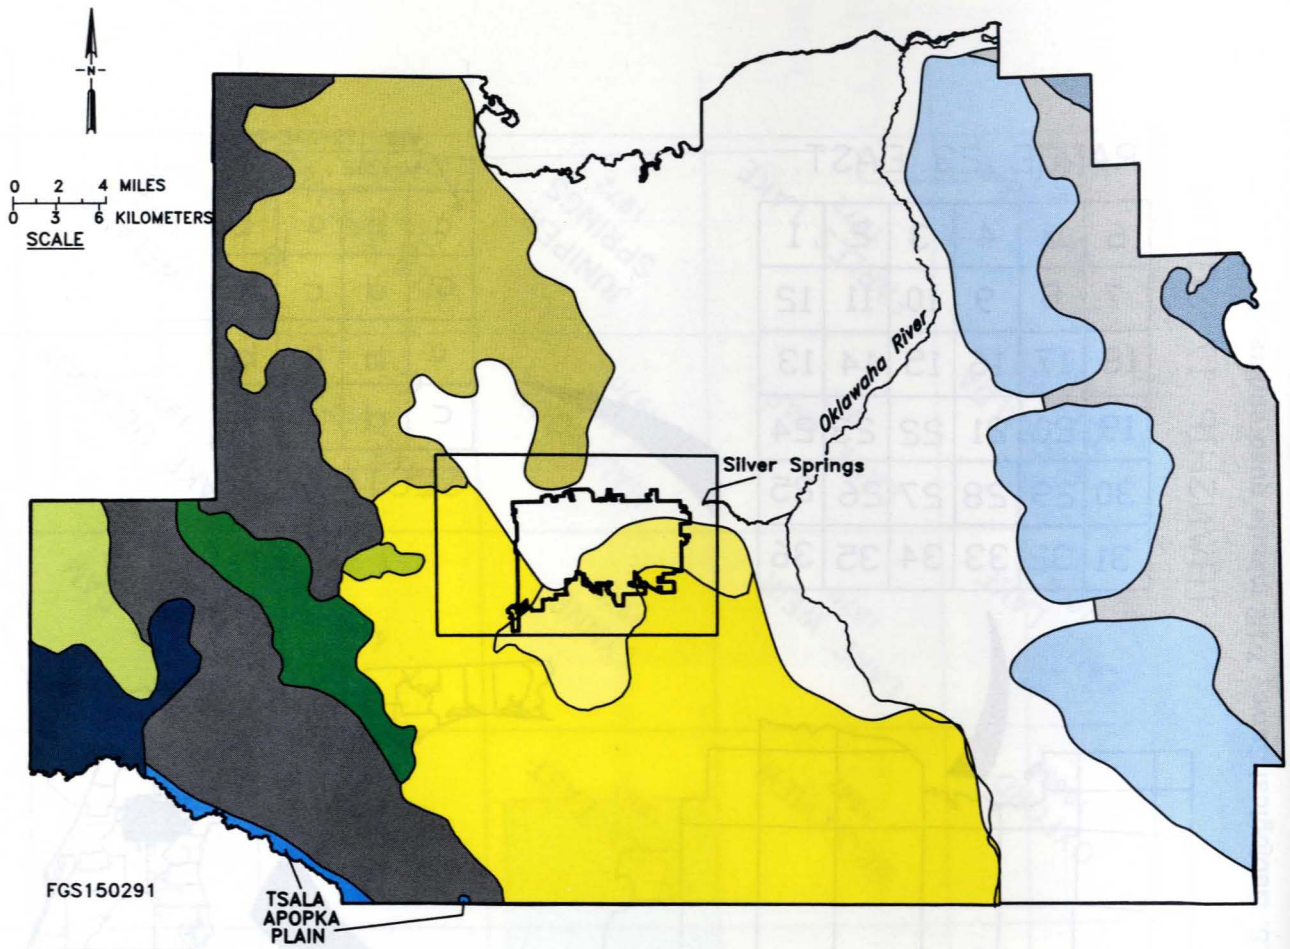 -N-
0 2 4 MILES
0 3 6 KILOMETERS
SCALE
Oklawaha River
Silver Springs
FGS150291
TSALA
APOPKA
PLAIN